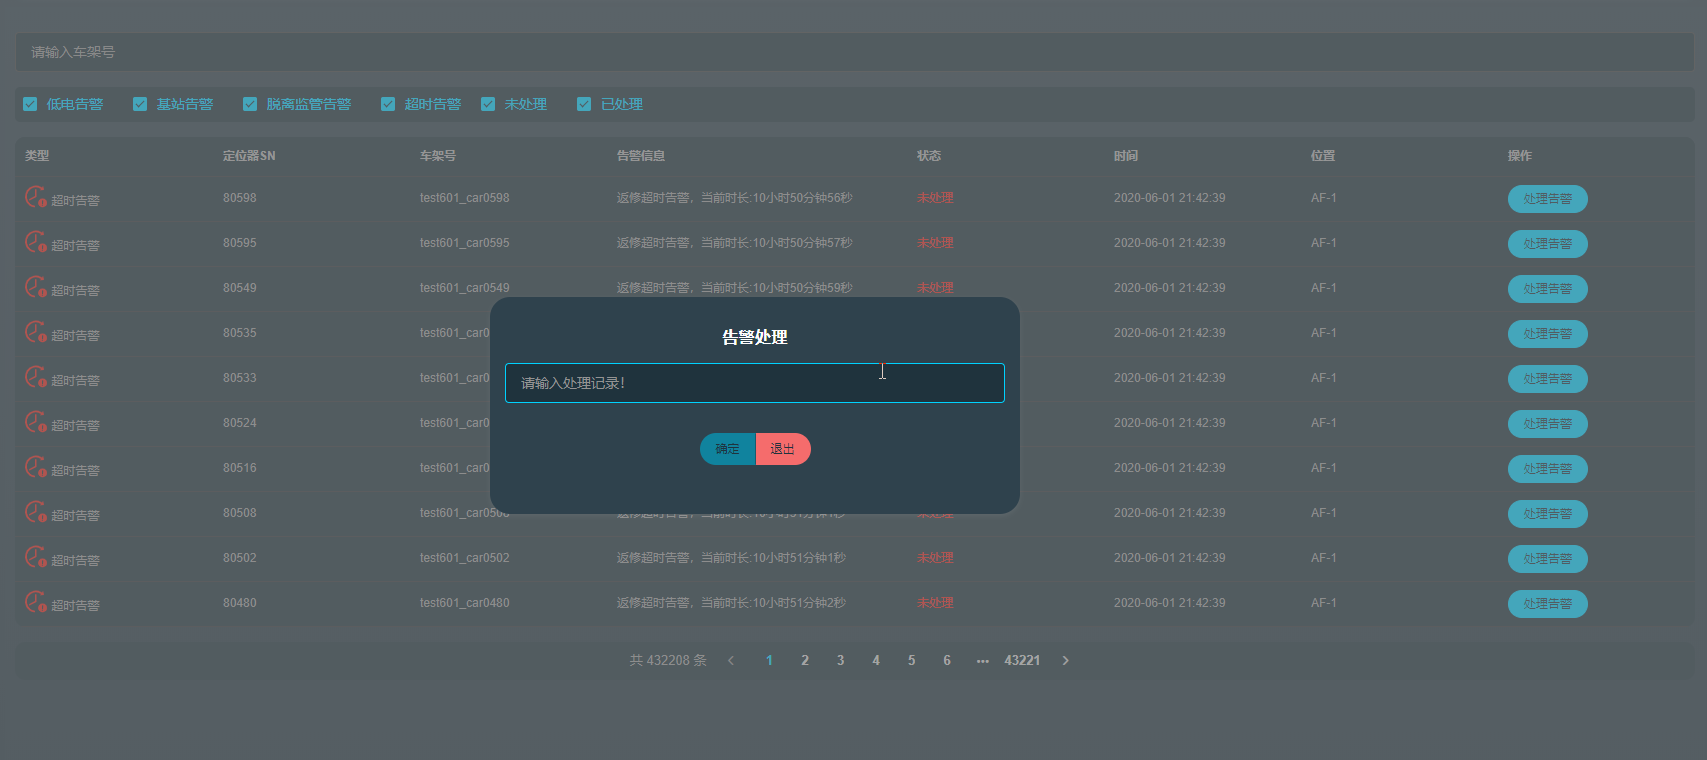 请输入车架号
低电告警 基站告警 脱离监管告警 超时告警 未处理 已处理
类型 定位器SN 车架号 告警信息 状态 时间 位置 操作
超时告警 80598 test601_car0598 返修超时告警，当前时长:10小时50分钟56秒 未处理 2020-06-01 21:42:39 AF-1 处理告警
超时告警 80595 test601_car0595 返修超时告警，当前时长:10小时50分钟57秒 未处理 2020-06-01 21:42:39 AF-1 处理告警
超时告警 80549 test601_car0549 返修超时告警，当前时长:10小时50分钟59秒 未处理 2020-06-01 21:42:39 AF-1 处理告警
超时告警 80535 test601_car0 2020-06-01 21:42:39 AF-1 处理告警
超时告警 80533 test601_car0 2020-06-01 21:42:39 AF-1 处理告警
超时告警 80524 test601_car0 2020-06-01 21:42:39 AF-1 处理告警
超时告警 80516 test601_car0 2020-06-01 21:42:39 AF-1 处理告警
超时告警 80508 2020-06-01 21:42:39 AF-1 处理告警
超时告警 80502 test601_car0502 返修超时告警，当前时长:10小时51分钟1秒 未处理 2020-06-01 21:42:39 AF-1 处理告警
超时告警 80480 test601_car0480 返修超时告警，当前时长:10小时51分钟2秒 未处理 2020-06-01 21:42:39 AF-1 处理告警
告警处理
请输入处理记录!
确定 退出
共 432208 条 < 1 2 3 4 5 6 ••• 43221 >